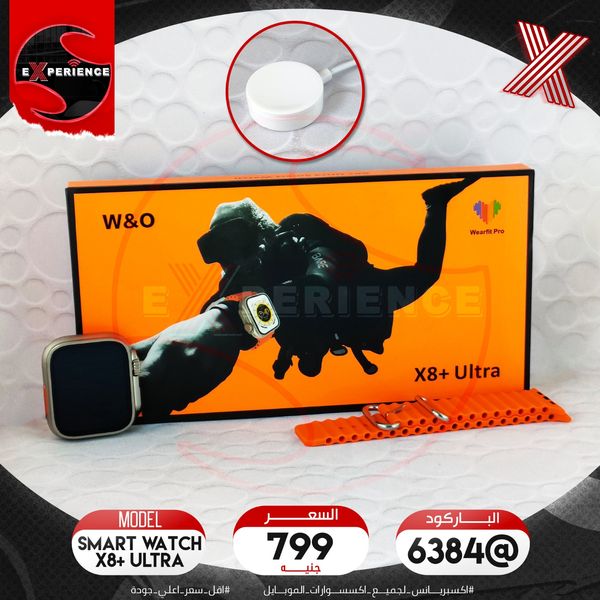 EXPERIENCE
X
W&O
Wearfit Pro
EXPERIENCE
X8+ Ultra
MODEL
SMART WATCH
X8+ ULTRA
السعر
799
جنيه
الباركود
6384@
#اكسبريانس_لجميع_اكسسوارات_الموبايل
#اقل_سعر_اعلي_جودة